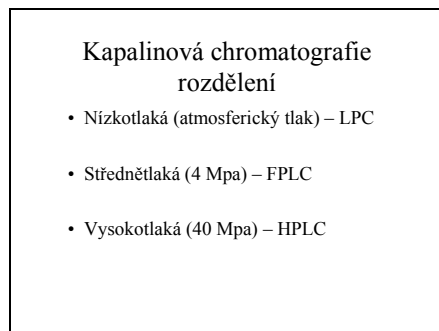 Kapalinová chromatografie
rozdělení
• Nízkotlaká (atmosferický tlak) – LPC
• Střednětlaká (4 Mpa) – FPLC
• Vysokotlaká (40 Mpa) – HPLC